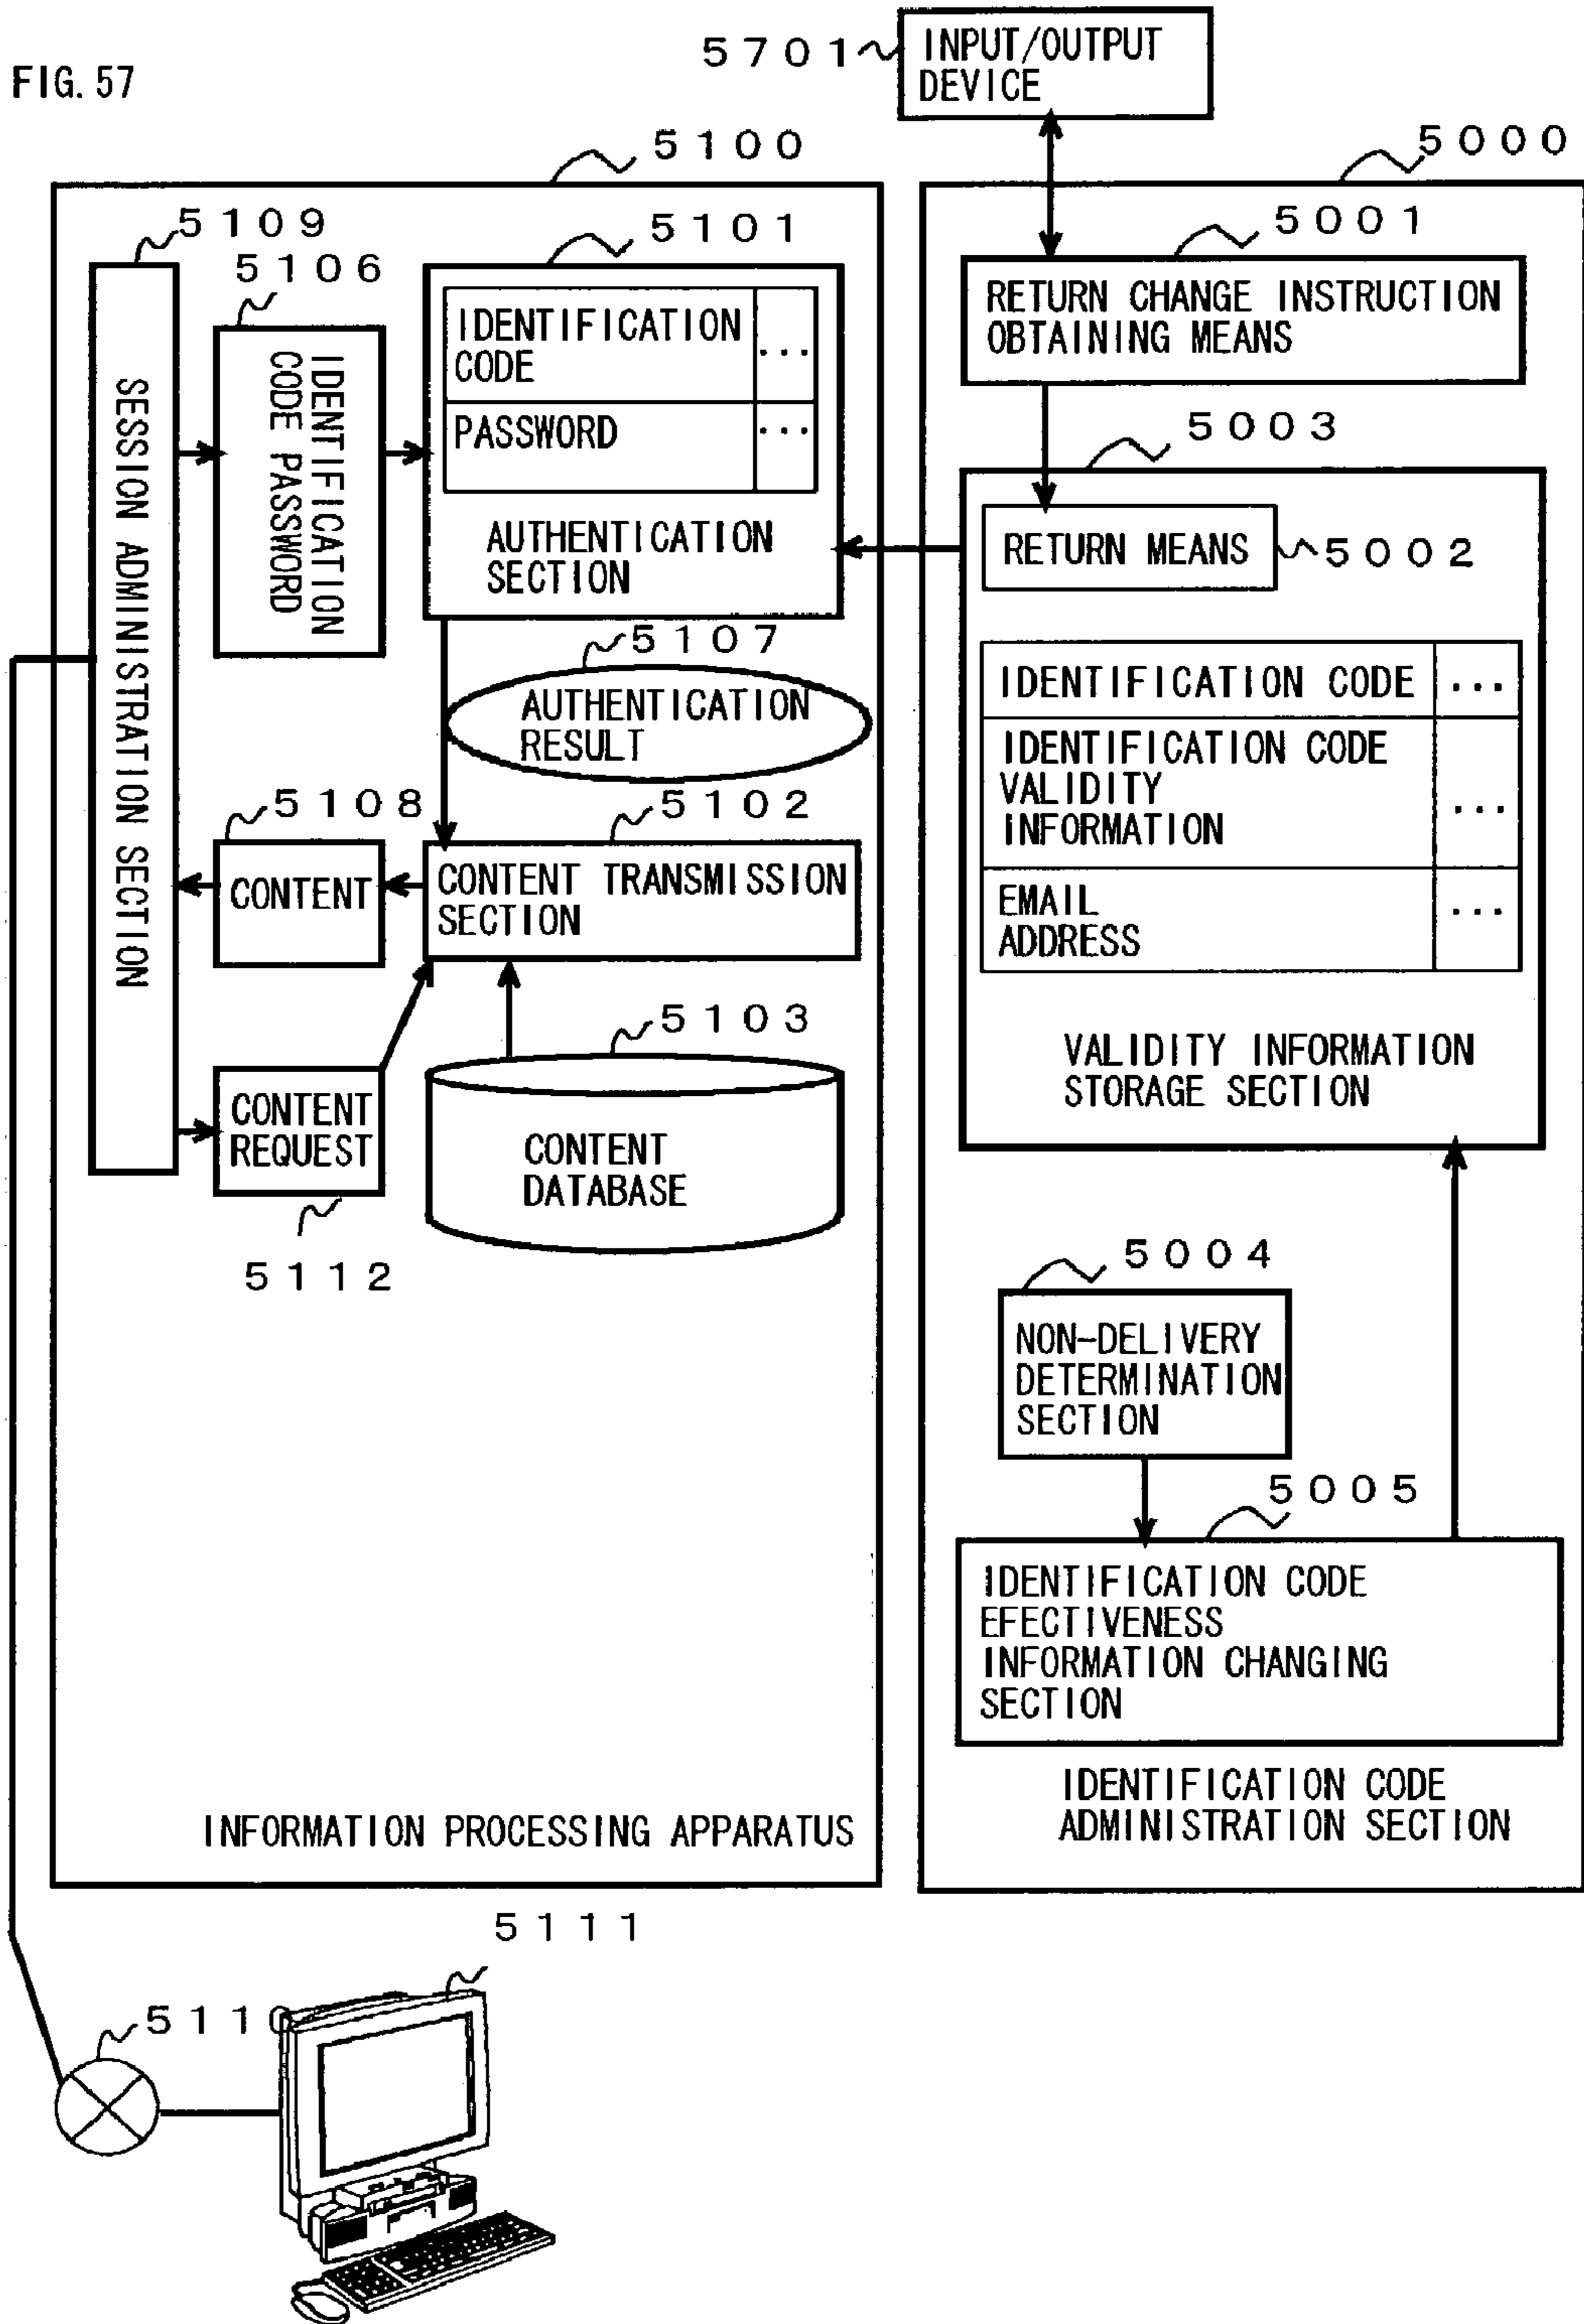 FIG. 57
5701
INPUT/OUTPUT
DEVICE
5100
5000
5109
5106
5101
5001
SESSION ADMINISTRATION SECTION
IDENTIFICATION
CODE PASSWORD
IDENTIFICATION
CODE
...
PASSWORD
...
AUTHENTICATION
SECTION
RETURN CHANGE INSTRUCTION
OBTAINING MEANS
5003
RETURN MEANS
5002
5107
AUTHENTICATION
RESULT
IDENTIFICATION CODE
...
IDENTIFICATION CODE
VALIDITY
INFORMATION
...
EMAIL
ADDRESS
...
VALIDITY INFORMATION
STORAGE SECTION
5108
CONTENT
5102
CONTENT TRANSMISSION
SECTION
5103
CONTENT
DATABASE
CONTENT
REQUEST
5112
5004
NON-DELIVERY
DETERMINATION
SECTION
5005
IDENTIFICATION CODE
EFECTIVENESS
INFORMATION CHANGING
SECTION
INFORMATION PROCESSING APPARATUS
IDENTIFICATION CODE
ADMINISTRATION SECTION
5111